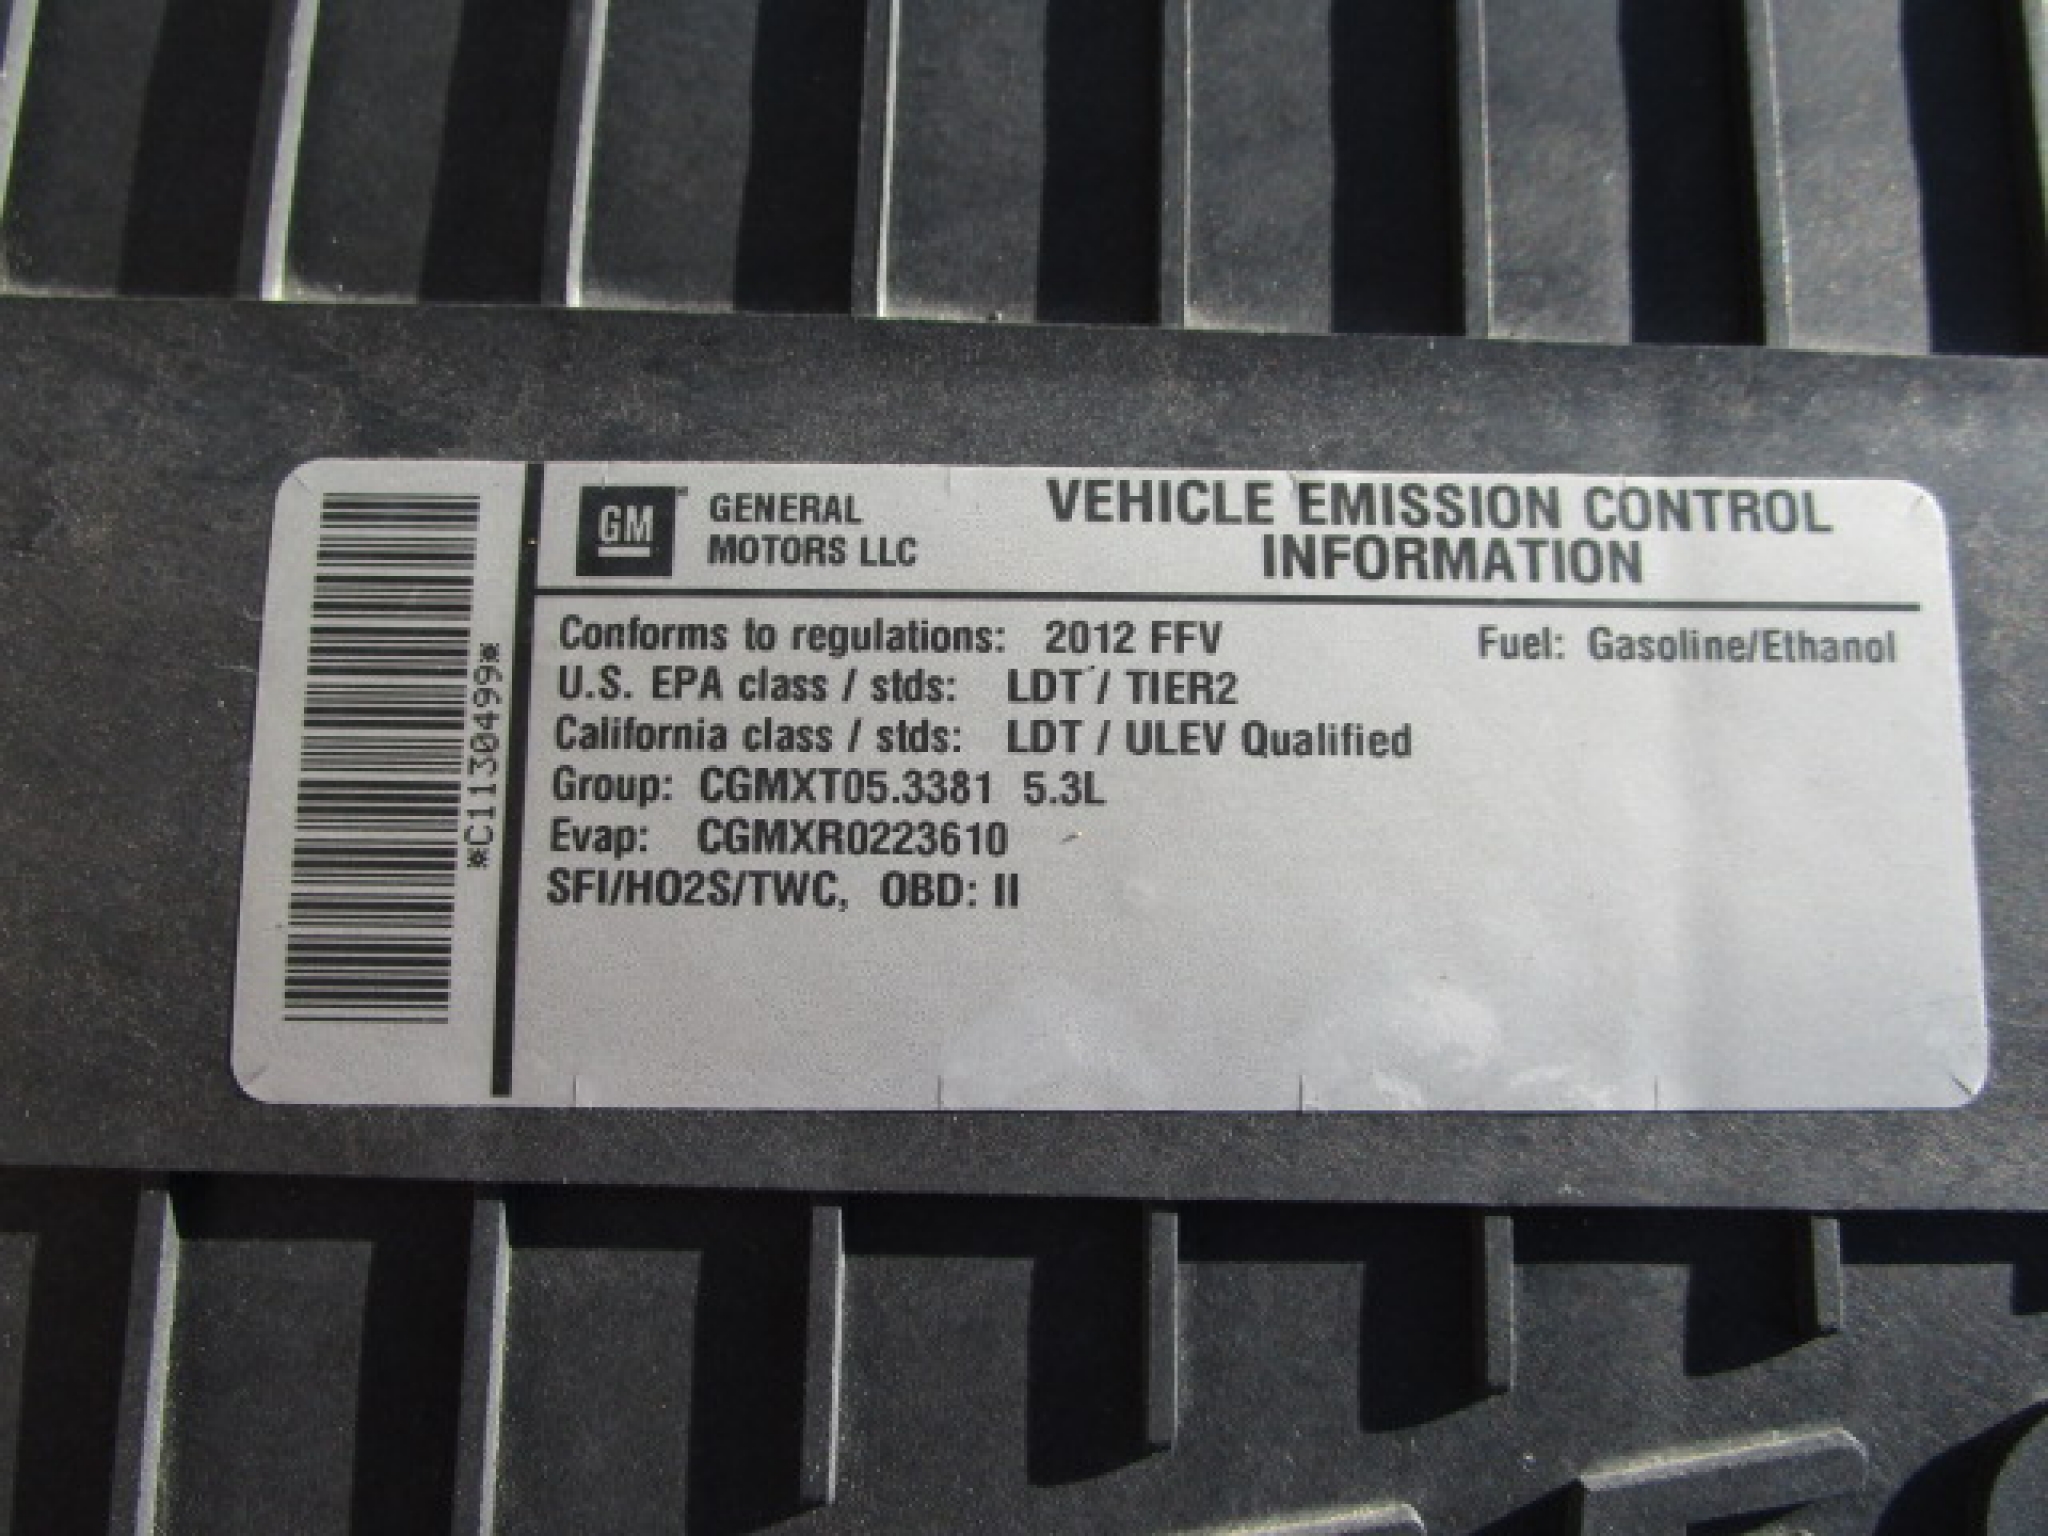 *C1130499*
GM
GENERAL
MOTORS LLC
VEHICLE EMISSION CONTROL
INFORMATION
Conforms to regulations: 2012 FFV Fuel: Gasoline/Ethanol
U.S. EPA class / stds: LDT / TIER2
California class / stds: LDT / ULEV Qualified
Group: CGMXT05.3381 5.3L
Evap: CGMXR0223610
SFI/HO2S/TWC, OBD: II